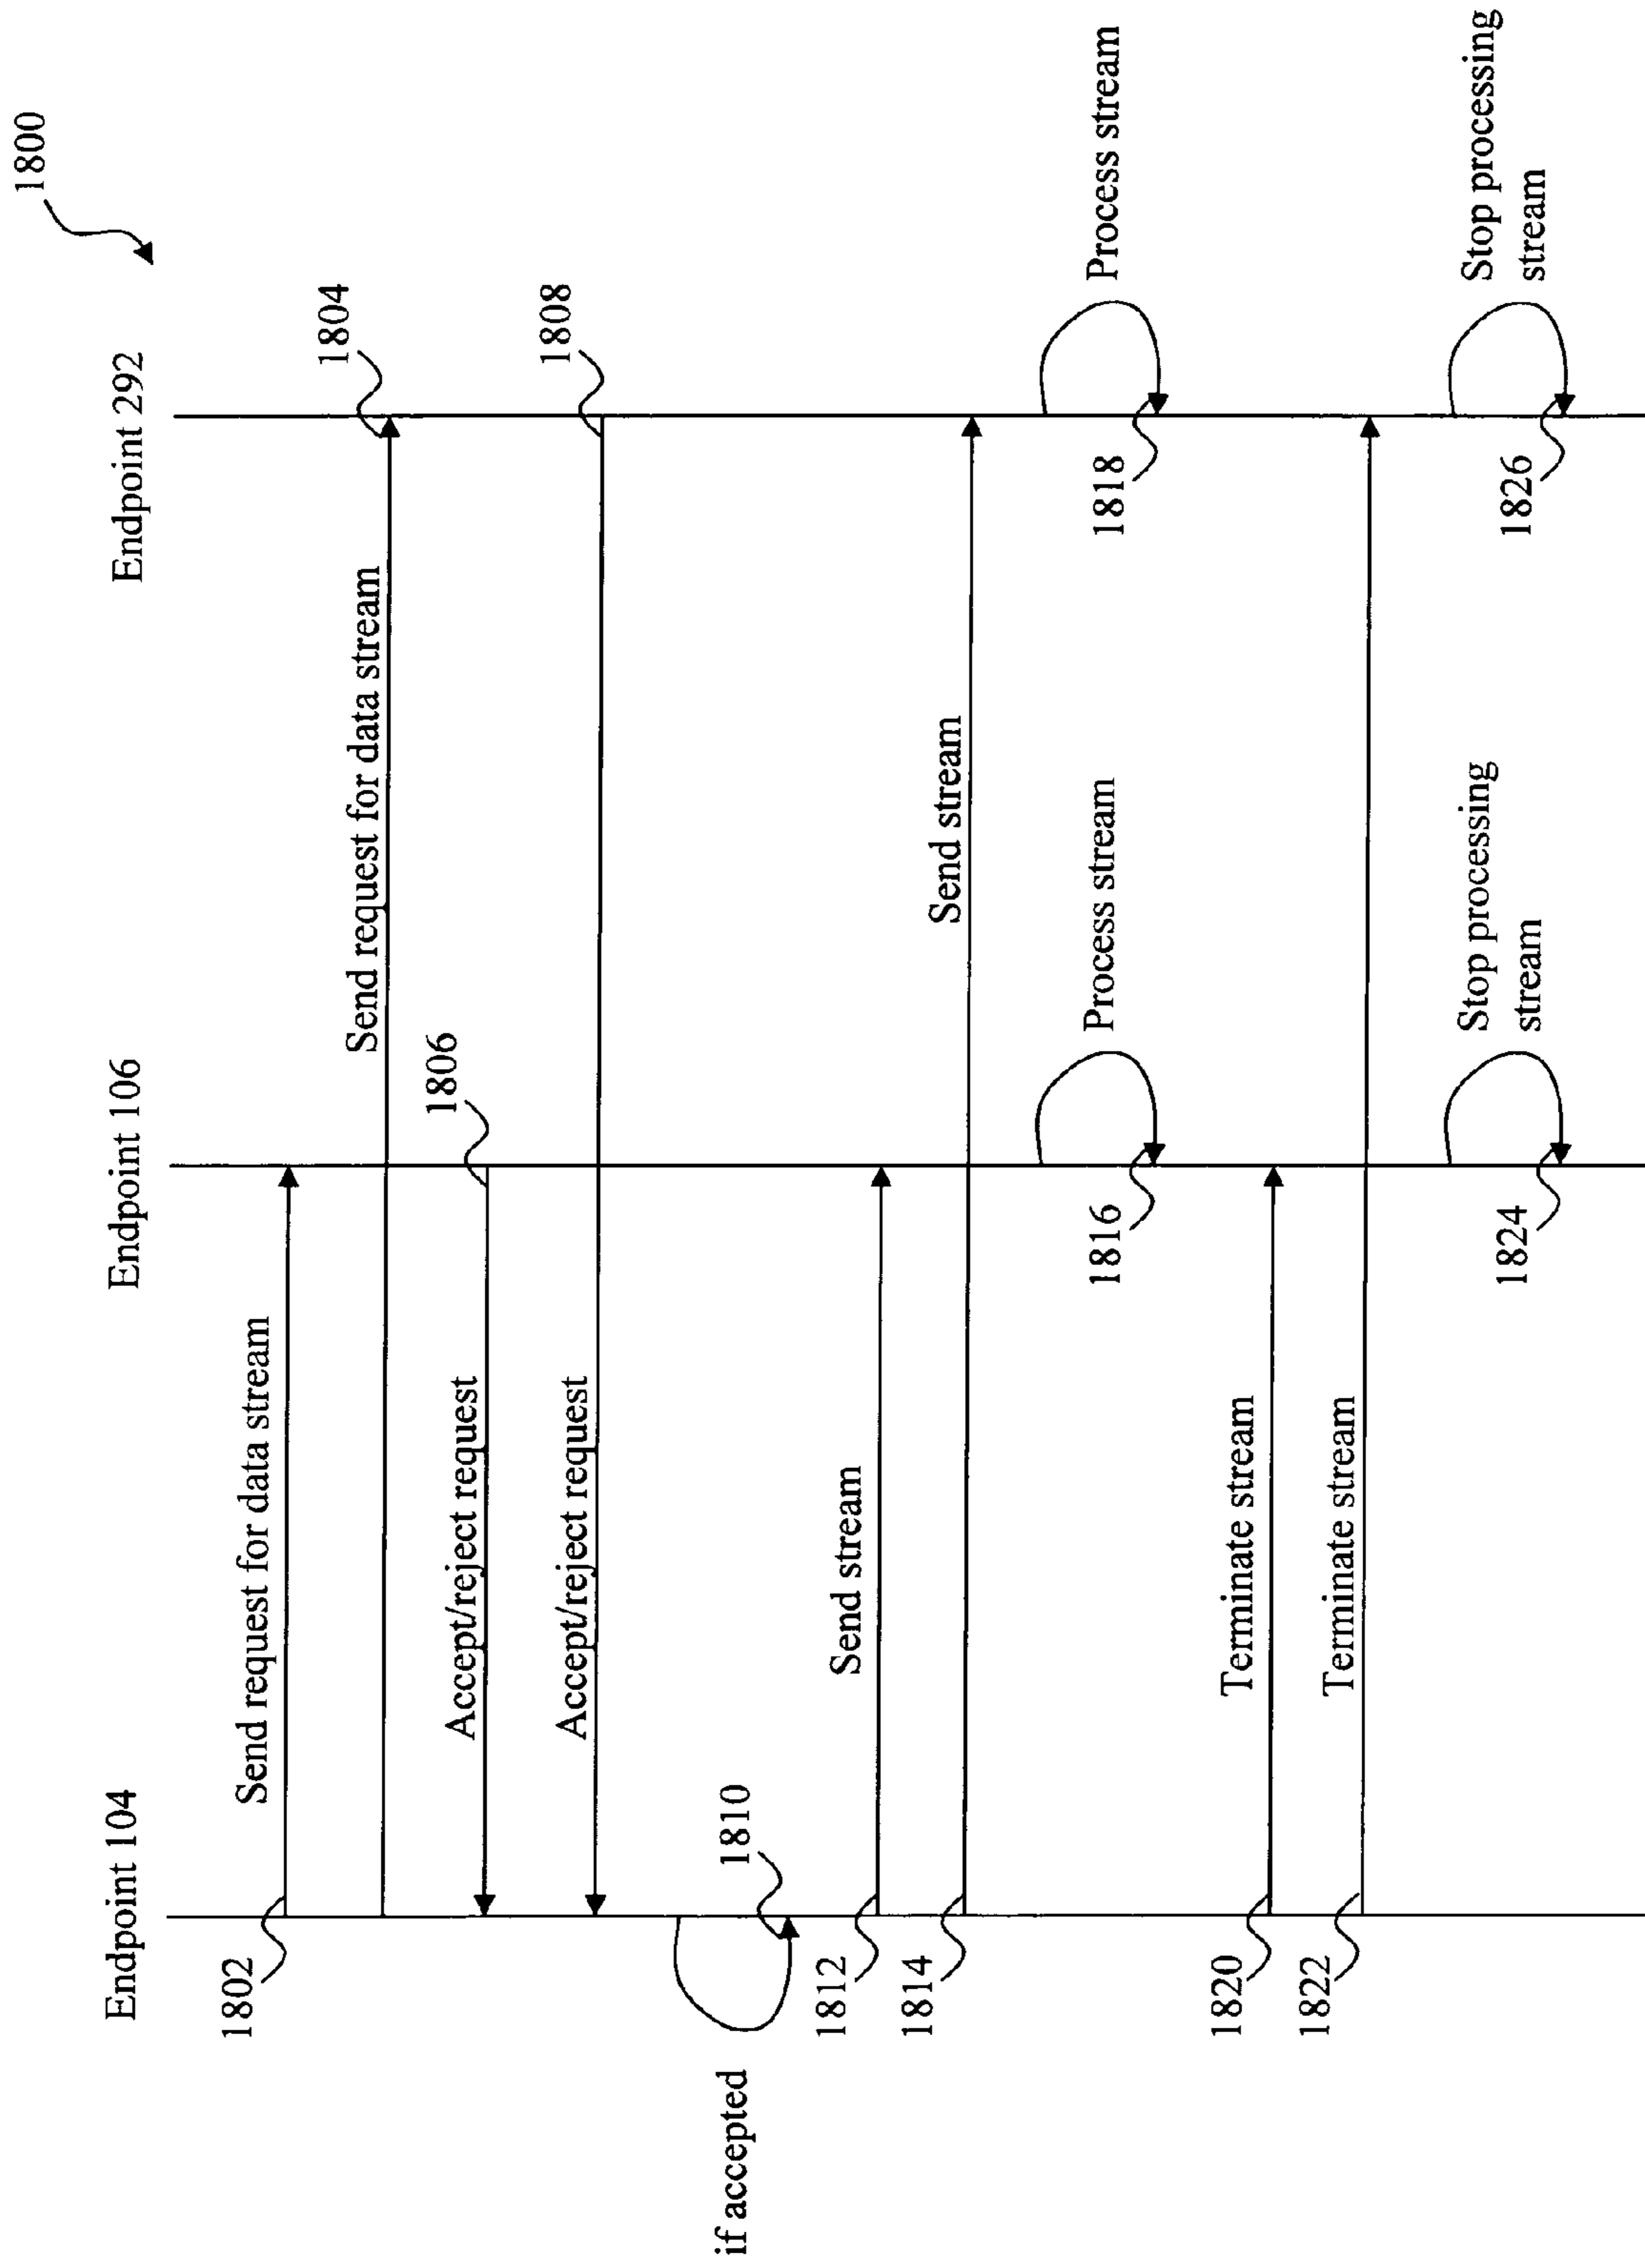 1800
Endpoint 104
Endpoint 106
Endpoint 292
1802
Send request for data stream
Send request for data stream
1804
Accept/reject request
1806
Accept/reject request
1808
if accepted
1810
1812
Send stream
1814
Send stream
1816
Process stream
1818
Process stream
1820
Terminate stream
1822
Terminate stream
1824
Stop processing
stream
1826
Stop processing
stream